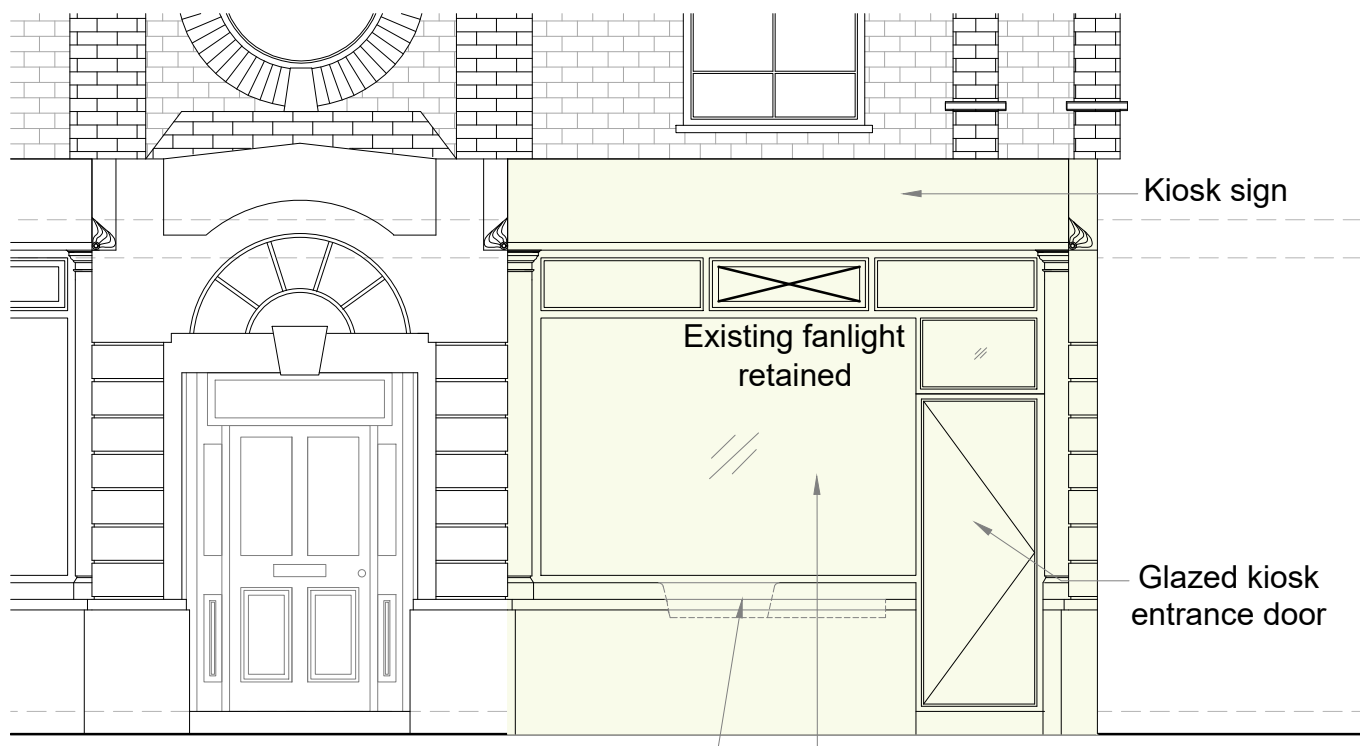 Kiosk sign
Existing fanlight
retained
Glazed kiosk
entrance door